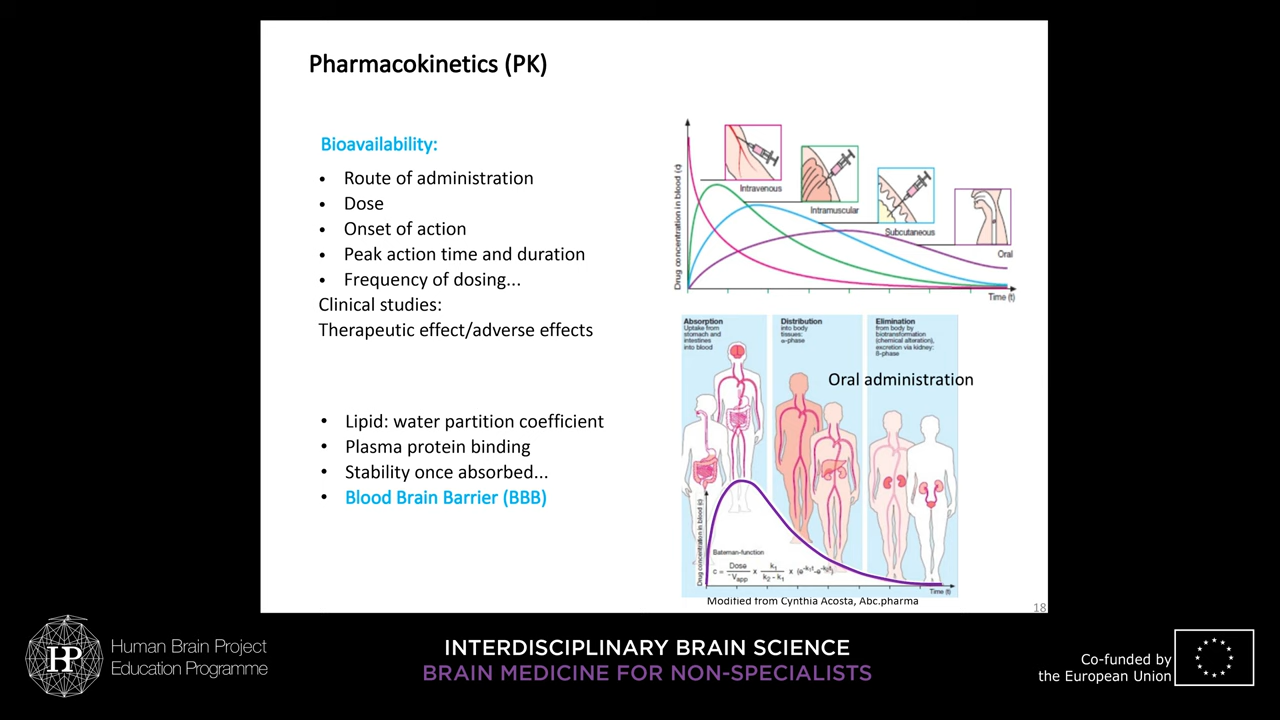 Pharmacokinetics (PK)
Bioavailability:
• Route of administration
• Dose
• Onset of action
• Peak action time and duration
• Frequency of dosing...
Clinical studies:
Therapeutic effect/adverse effects
• Lipid: water partition coefficient
• Plasma protein binding
• Stability once absorbed...
• Blood Brain Barrier (BBB)
Drug concentration in blood (c)
Intravenous
Intramuscular
Subcutaneous
Oral
Time (t)
Absorption
Uptake from
stomach and
intestines
into blood
Distribution
into body
tissues:
α-phase
Elimination
from body by
biotransformation
(chemical alteration),
excretion via kidney:
ß-phase
Oral administration
Drug concentration in blood (c)
Bateman-function
c = Dose / Vapp x k1 / k2 - k1 x (e-k1t-e-k2t)
Time (t)
Modified from Cynthia Acosta, Abc.pharma
18
HBP
Human Brain Project
Education Programme
INTERDISCIPLINARY BRAIN SCIENCE
BRAIN MEDICINE FOR NON-SPECIALISTS
Co-funded by
the European Union